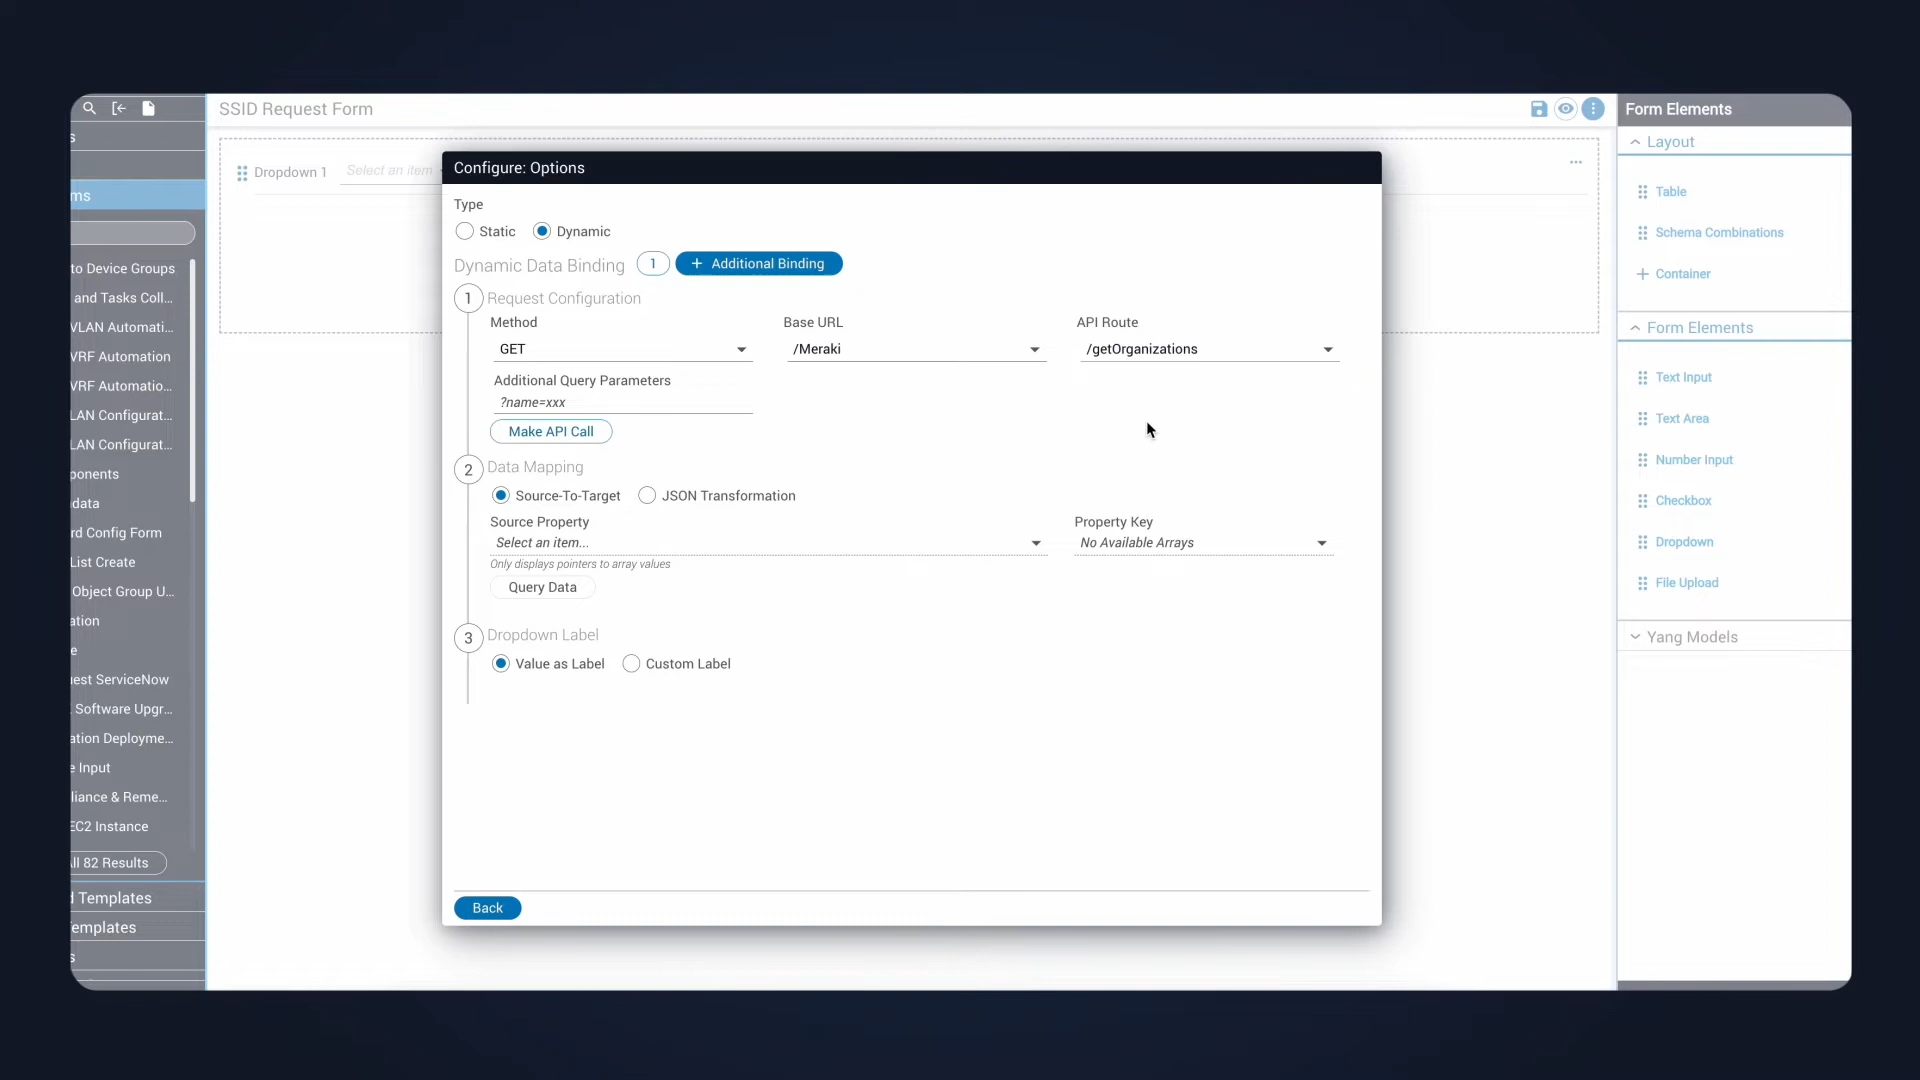 SSID Request Form
Form Elements
s
ms
to Device Groups
and Tasks Coll...
VLAN Automati...
VRF Automation
VRF Automatio...
LAN Configurat...
LAN Configurat...
ponents
data
rd Config Form
List Create
Object Group U...
ation
e
uest ServiceNow
Software Upgr...
ation Deployme...
e Input
liance & Reme...
EC2 Instance
ll 82 Results
d Templates
emplates
s
Dropdown 1
Select an item
Configure: Options
Type
Static
Dynamic
Dynamic Data Binding
1
+ Additional Binding
1
Request Configuration
Method
Base URL
API Route
GET
/Meraki
/getOrganizations
Additional Query Parameters
?name=xxx
Make API Call
2
Data Mapping
Source-To-Target
JSON Transformation
Source Property
Property Key
Select an item...
No Available Arrays
Only displays pointers to array values
Query Data
3
Dropdown Label
Value as Label
Custom Label
Back
Layout
Table
Schema Combinations
+ Container
Form Elements
Text Input
Text Area
Number Input
Checkbox
Dropdown
File Upload
Yang Models